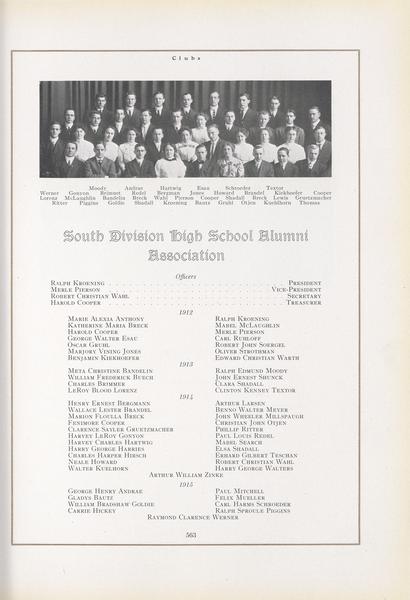 Clubs
Moody Andrae Hartwig Esau Schroeder Textor
Werner Gonyon Reimnet Redel Bergman Jones Howard Brandel Kiekhoefer Cooper
Lorenz McLaughlin Bandelin Breck Wahl Pierson Cooper Shadall Breck Lewis Gruetzmacher
Ritter Piggins Goldie Shadall Kroening Bautz Gruhl Otjen Kuehlhorn Thomas
South Division High School Alumni
Association
Officers
Ralph Kroening . . . President
Merle Pierson . . . Vice-President
Robert Christian Wahl . . . Secretary
Harold Cooper . . . Treasurer
1912
Marie Alexia Anthony Ralph Kroening
Katherine Maria Breck Mabel McLaughlin
Harold Cooper Merle Pierson
George Walter Esau Carl Ruhloff
Oscar Gruhl Robert John Soergel
Marjory Vining Jones Oliver Strothman
Benjamin Kiekhoefer Edward Christian Warth
1913
Meta Christine Bandelin Ralph Edmund Moody
William Frederick Buech John Ernest Shunck
Charles Brimmer Clara Shadall
LeRoy Blood Lorenz Clinton Kenney Textor
1914
Henry Ernest Bergmann Arthur Larsen
Wallace Lester Brandel Benno Walter Meyer
Marion Floulla Breck John Wheeler Millspaugh
Fenimore Cooper Christian John Otjen
Clarence Sayler Gruetzmacher Phillip Ritter
Harvey LeRoy Gonyon Paul Louis Redel
Harvey Charles Hartwig Mabel Search
Harry George Harries Elsa Shadall
Charles Harper Hirsch Erhard Gilbert Teschan
Neale Howard Robert Christian Wahl
Walter Kuelhorn Harry George Walters
Arthur William Zinke
1915
George Henry Andrae Paul Mitchell
Gladys Bautz Felix Mueller
William Bradshaw Goldie Carl Harms Schroeder
Carrie Hickey Ralph Sproule Piggins
Raymond Clarence Werner
563